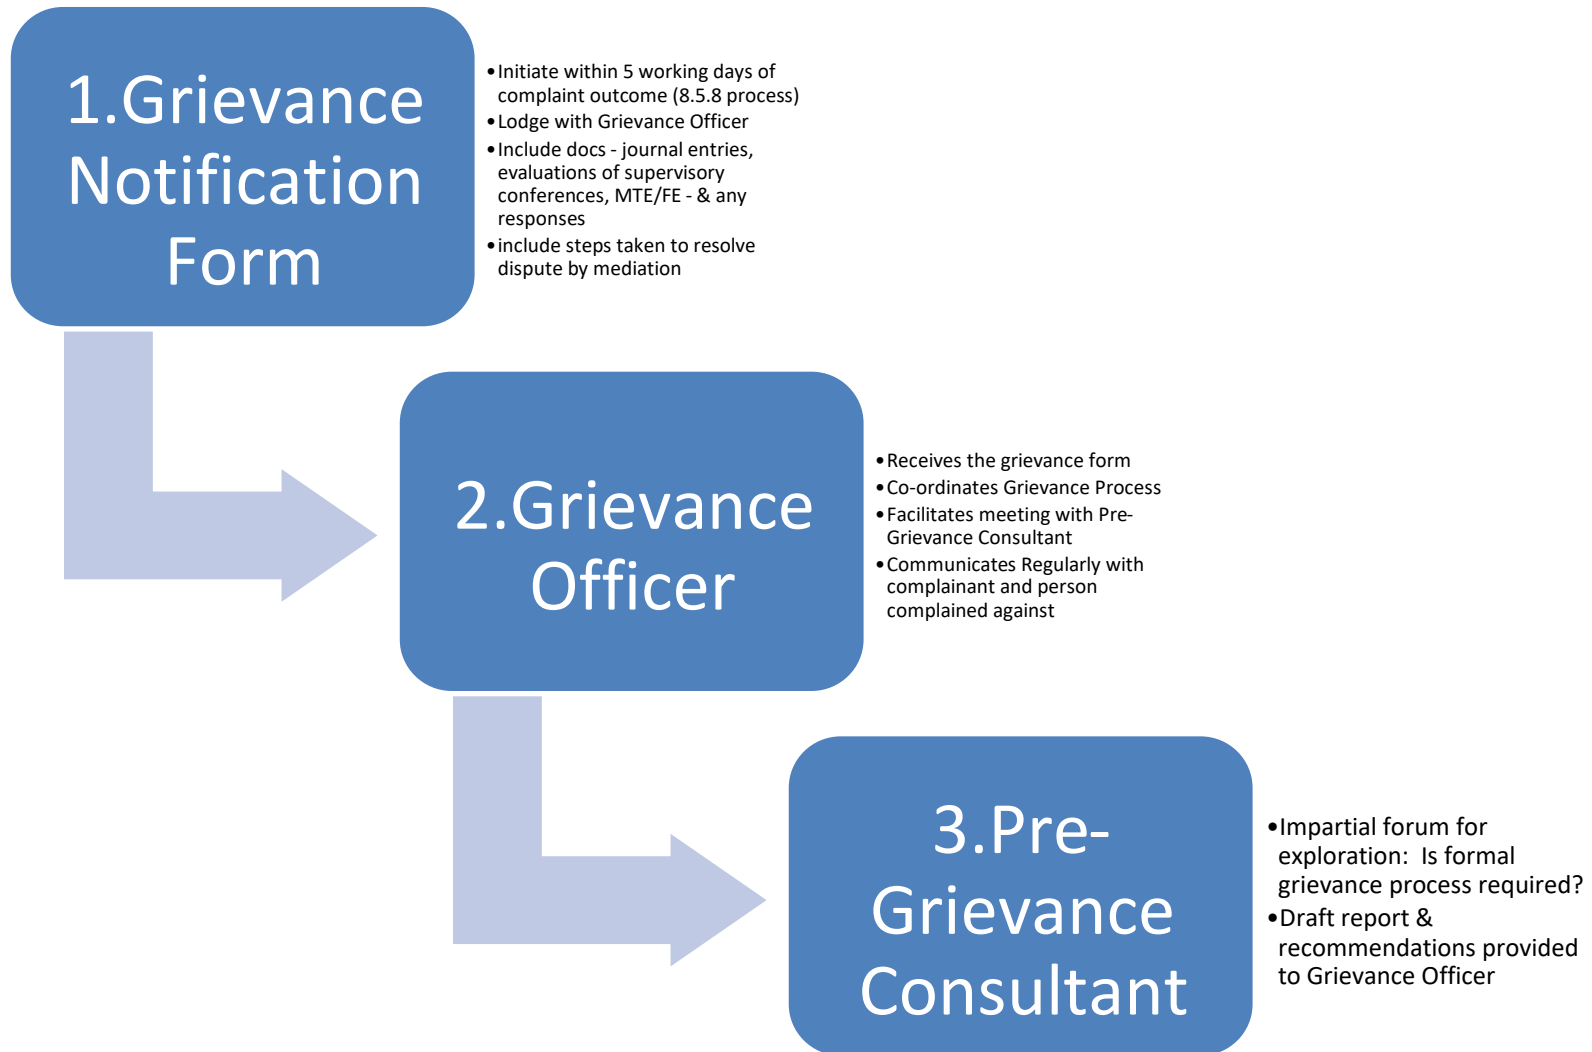 1.Grievance
Notification
Form
•Initiate within 5 working days of
complaint outcome (8.5.8 process)
•Lodge with Grievance Officer
•Include docs - journal entries,
evaluations of supervisory
conferences, MTE/FE - & any
responses
•include steps taken to resolve
dispute by mediation
2.Grievance
Officer
•Receives the grievance form
•Co-ordinates Grievance Process
•Facilitates meeting with Pre-
Grievance Consultant
•Communicates Regularly with
complainant and person
complained against
3.Pre-
Grievance
Consultant
•Impartial forum for
exploration:  Is formal
grievance process required?
•Draft report &
recommendations provided
to Grievance Officer